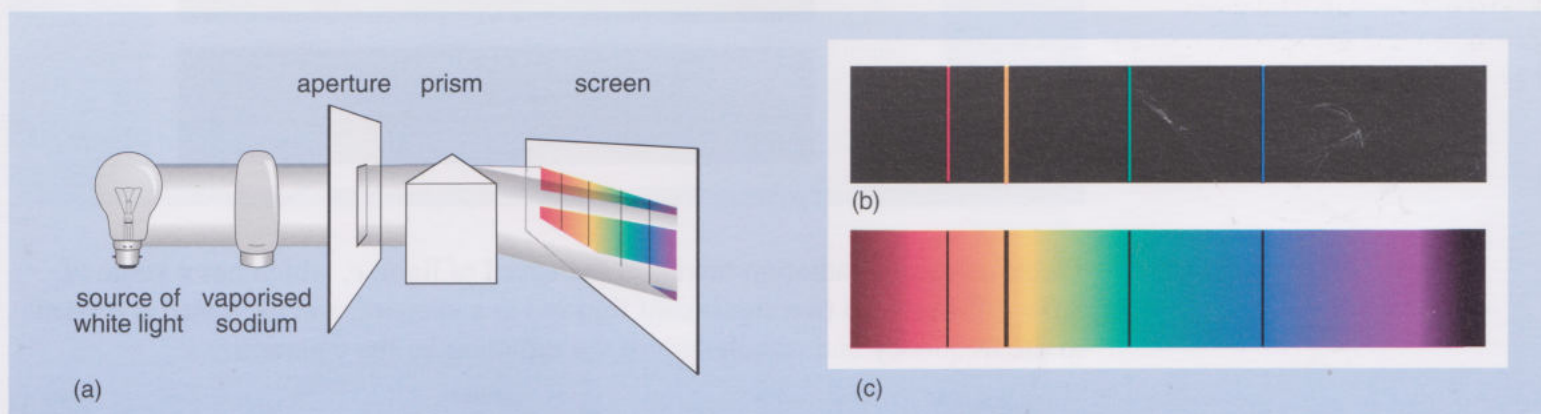 aperture
prism
screen
source of
white light
vaporised
sodium
(a)
(b)
(c)